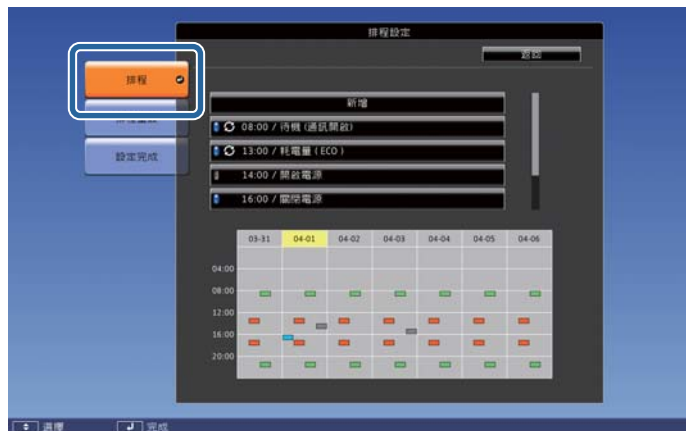 排程設定
返回
排程
新增
08:00 / 待機 (通訊開啟)
13:00 / 耗電量 ( ECO )
設定完成
14:00 / 開啟電源
16:00 / 關閉電源
03-31 04-01 04-02 04-03 04-04 04-05 04-06
04:00
08:00
12:00
16:00
20:00
選擇 完成